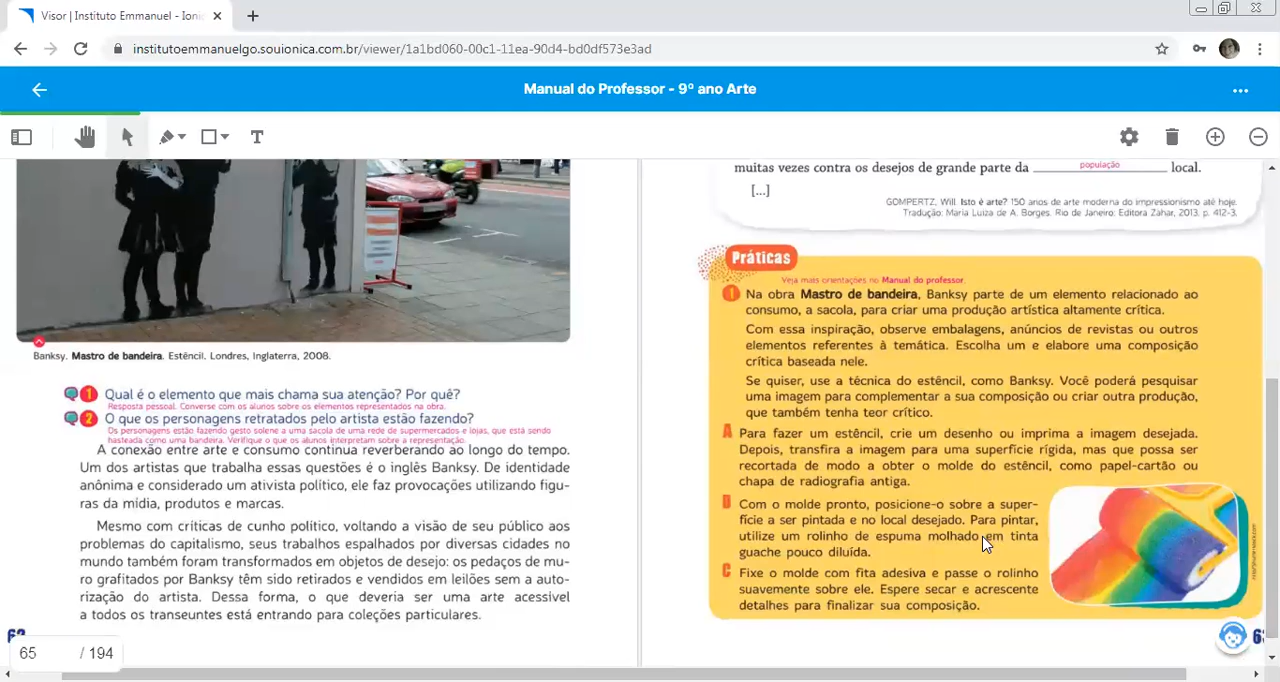 Visor | Instituto Emmanuel - Ionic
institutoemmanuelgo.souionica.com.br/viewer/1a1bd060-00c1-11ea-90d4-bd0df573e3ad
Manual do Professor - 9º ano Arte
T
Banksy. Mastro de bandeira. Estêncil. Londres, Inglaterra, 2008.
1 Qual é o elemento que mais chama sua atenção? Por quê?
Resposta pessoal. Converse com os alunos sobre os elementos representados na obra.
2 O que os personagens retratados pelo artista estão fazendo?
Os personagens estão fazendo gesto solene a uma sacola de uma rede de supermercados e lojas, que está sendo
hasteada como uma bandeira. Verifique o que os alunos interpretam sobre a representação.
A conexão entre arte e consumo continua reverberando ao longo do tempo.
Um dos artistas que trabalha essas questões é o inglês Banksy. De identidade
anônima e considerado um ativista político, ele faz provocações utilizando figu-
ras da mídia, produtos e marcas.
Mesmo com críticas de cunho político, voltando a visão de seu público aos
problemas do capitalismo, seus trabalhos espalhados por diversas cidades no
mundo também foram transformados em objetos de desejo: os pedaços de mu-
ro grafitados por Banksy têm sido retirados e vendidos em leilões sem a auto-
rização do artista. Dessa forma, o que deveria ser uma arte acessível
a todos os transeuntes está entrando para coleções particulares.
62
65 / 194
muitas vezes contra os desejos de grande parte da população local.
[...]
GOMPERTZ, Will. Isto é arte? 150 anos de arte moderna do impressionismo até hoje.
Tradução: Maria Luiza de A. Borges. Rio de Janeiro: Editora Zahar, 2013. p. 412-3.
Práticas
Veja mais orientações no Manual do professor.
1 Na obra Mastro de bandeira, Banksy parte de um elemento relacionado ao
consumo, a sacola, para criar uma produção artística altamente crítica.
Com essa inspiração, observe embalagens, anúncios de revistas ou outros
elementos referentes à temática. Escolha um e elabore uma composição
crítica baseada nele.
Se quiser, use a técnica do estêncil, como Banksy. Você poderá pesquisar
uma imagem para complementar a sua composição ou criar outra produção,
que também tenha teor crítico.
A Para fazer um estêncil, crie um desenho ou imprima a imagem desejada.
Depois, transfira a imagem para uma superfície rígida, mas que possa ser
recortada de modo a obter o molde do estêncil, como papel-cartão ou
chapa de radiografia antiga.
B Com o molde pronto, posicione-o sobre a super-
fície a ser pintada e no local desejado. Para pintar,
utilize um rolinho de espuma molhado em tinta
guache pouco diluída.
C Fixe o molde com fita adesiva e passe o rolinho
suavemente sobre ele. Espere secar e acrescente
detalhes para finalizar sua composição.